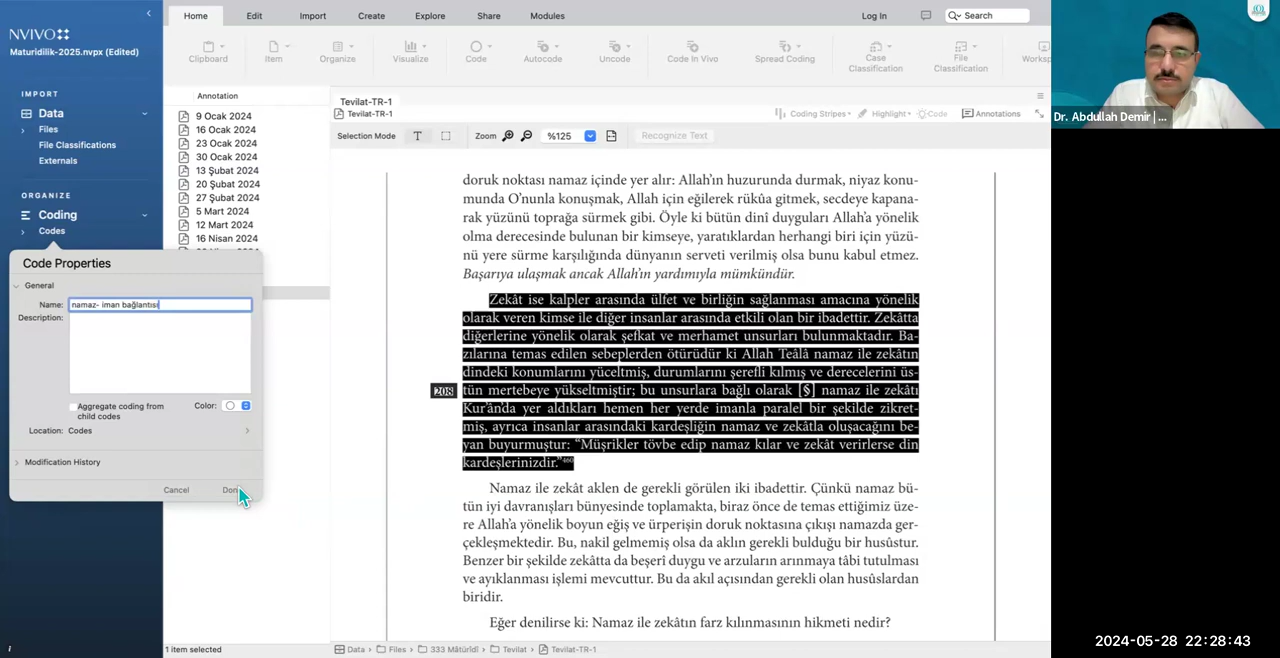 NVIVO
Maturidilik-2025.nvpx (Edited)
Home
Edit
Import
Create
Explore
Share
Modules
Log In
Search
Clipboard
Item
Organize
Visualize
Code
Autocode
Uncode
Code In Vivo
Spread Coding
Case
Classification
File
Classification
Worksp
IMPORT
Data
Files
File Classifications
Externals
ORGANIZE
Coding
Codes
Annotation
9 Ocak 2024
16 Ocak 2024
23 Ocak 2024
30 Ocak 2024
13 Şubat 2024
20 Şubat 2024
27 Şubat 2024
5 Mart 2024
12 Mart 2024
16 Nisan 2024
Code Properties
General
Name: namaz- iman bağlantısı
Description:
Aggregate coding from
child codes
Color:
Location: Codes
Modification History
Cancel
Done
1 item selected
Tevilat-TR-1
Tevilat-TR-1
Coding Stripes
Highlight
Code
Annotations
Selection Mode
T
Zoom
%125
Recognize Text
doruk noktası namaz içinde yer alır: Allah’ın huzurunda durmak, niyaz konu-
munda O’nunla konuşmak, Allah için eğilerek rükûa gitmek, secdeye kapana-
rak yüzünü toprağa sürmek gibi. Öyle ki bütün dinî duyguları Allah’a yönelik
olma derecesinde bulunan bir kimseye, yaratıklardan herhangi biri için yüzü-
nü yere sürme karşılığında dünyanın serveti verilmiş olsa bunu kabul etmez.
Başarıya ulaşmak ancak Allah’ın yardımıyla mümkündür.
Zekât ise kalpler arasında ülfet ve birliğin sağlanması amacına yönelik
olarak veren kimse ile diğer insanlar arasında etkili olan bir ibadettir. Zekâtta
diğerlerine yönelik olarak şefkat ve merhamet unsurları bulunmaktadır. Ba-
zılarına temas edilen sebeplerden ötürüdür ki Allah Teâlâ namaz ile zekâtın
dindeki konumlarını yüceltmiş, durumlarını şerefli kılmış ve derecelerini üs-
208
tün mertebeye yükseltmiştir; bu unsurlara bağlı olarak [§] namaz ile zekâtı
Kur’ân’da yer aldıkları hemen her yerde imanla paralel bir şekilde zikret-
miş, ayrıca insanlar arasındaki kardeşliğin namaz ve zekâtla oluşacağını be-
yan buyurmuştur: “Müşrikler tövbe edip namaz kılar ve zekât verirlerse din
kardeşlerinizdir.”460
Namaz ile zekât aklen de gerekli görülen iki ibadettir. Çünkü namaz bü-
tün iyi davranışları bünyesinde toplamakta, biraz önce de temas ettiğimiz üze-
re Allah’a yönelik boyun eğiş ve ürperişin doruk noktasına çıkışı namazda ger-
çekleşmektedir. Bu, nakil gelmemiş olsa da aklın gerekli bulduğu bir husûstur.
Benzer bir şekilde zekâtta da beşerî duygu ve arzuların arınmaya tâbi tutulması
ve ayıklanması işlemi mevcuttur. Bu da akıl açısından gerekli olan husûslardan
biridir.
Eğer denilirse ki: Namaz ile zekâtın farz kılınmasının hikmeti nedir?
Data
Files
333 Mâtürîdî
Tevilat
Tevilat-TR-1
Dr. Abdullah Demir | ...
2024-05-28 22:28:43